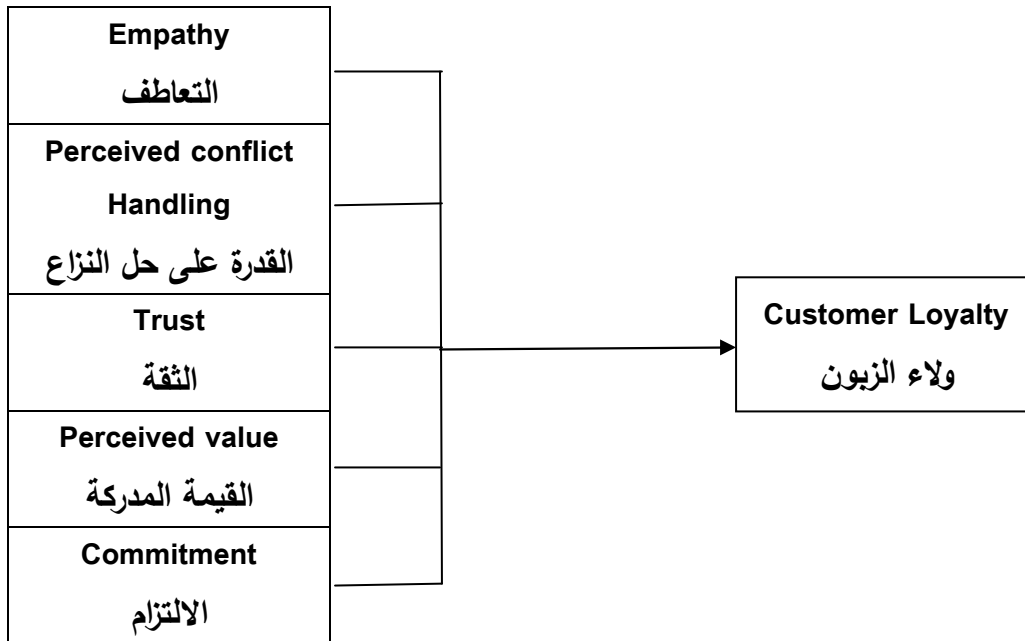 Empathy
التعاطف
Perceived conflict
Handling
القدرة على حل النزاع
Trust
الثقة
Perceived value
القيمة المدركة
Commitment
الالتزام
Customer Loyalty
ولاء الزبون